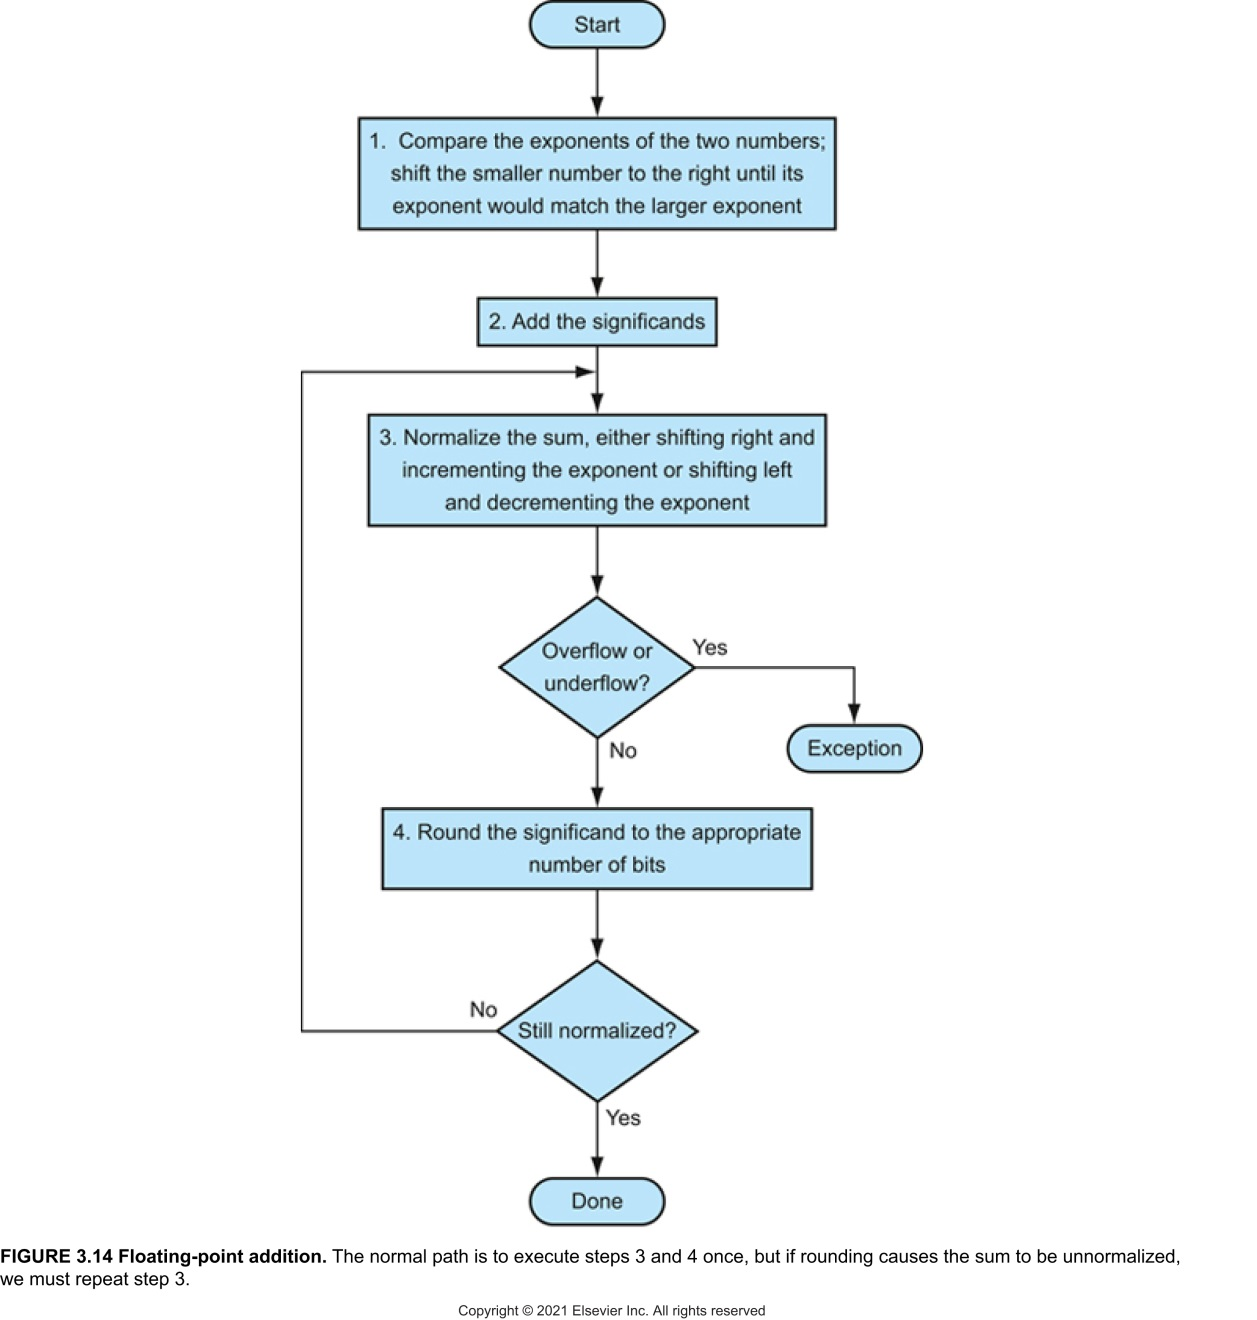 Start
1. Compare the exponents of the two numbers;
shift the smaller number to the right until its
exponent would match the larger exponent
2. Add the significands
3. Normalize the sum, either shifting right and
incrementing the exponent or shifting left
and decrementing the exponent
Overflow or
underflow?
Yes
Exception
No
4. Round the significand to the appropriate
number of bits
Still normalized?
No
Yes
Done
FIGURE 3.14 Floating-point addition. The normal path is to execute steps 3 and 4 once, but if rounding causes the sum to be unnormalized,
we must repeat step 3.
Copyright © 2021 Elsevier Inc. All rights reserved